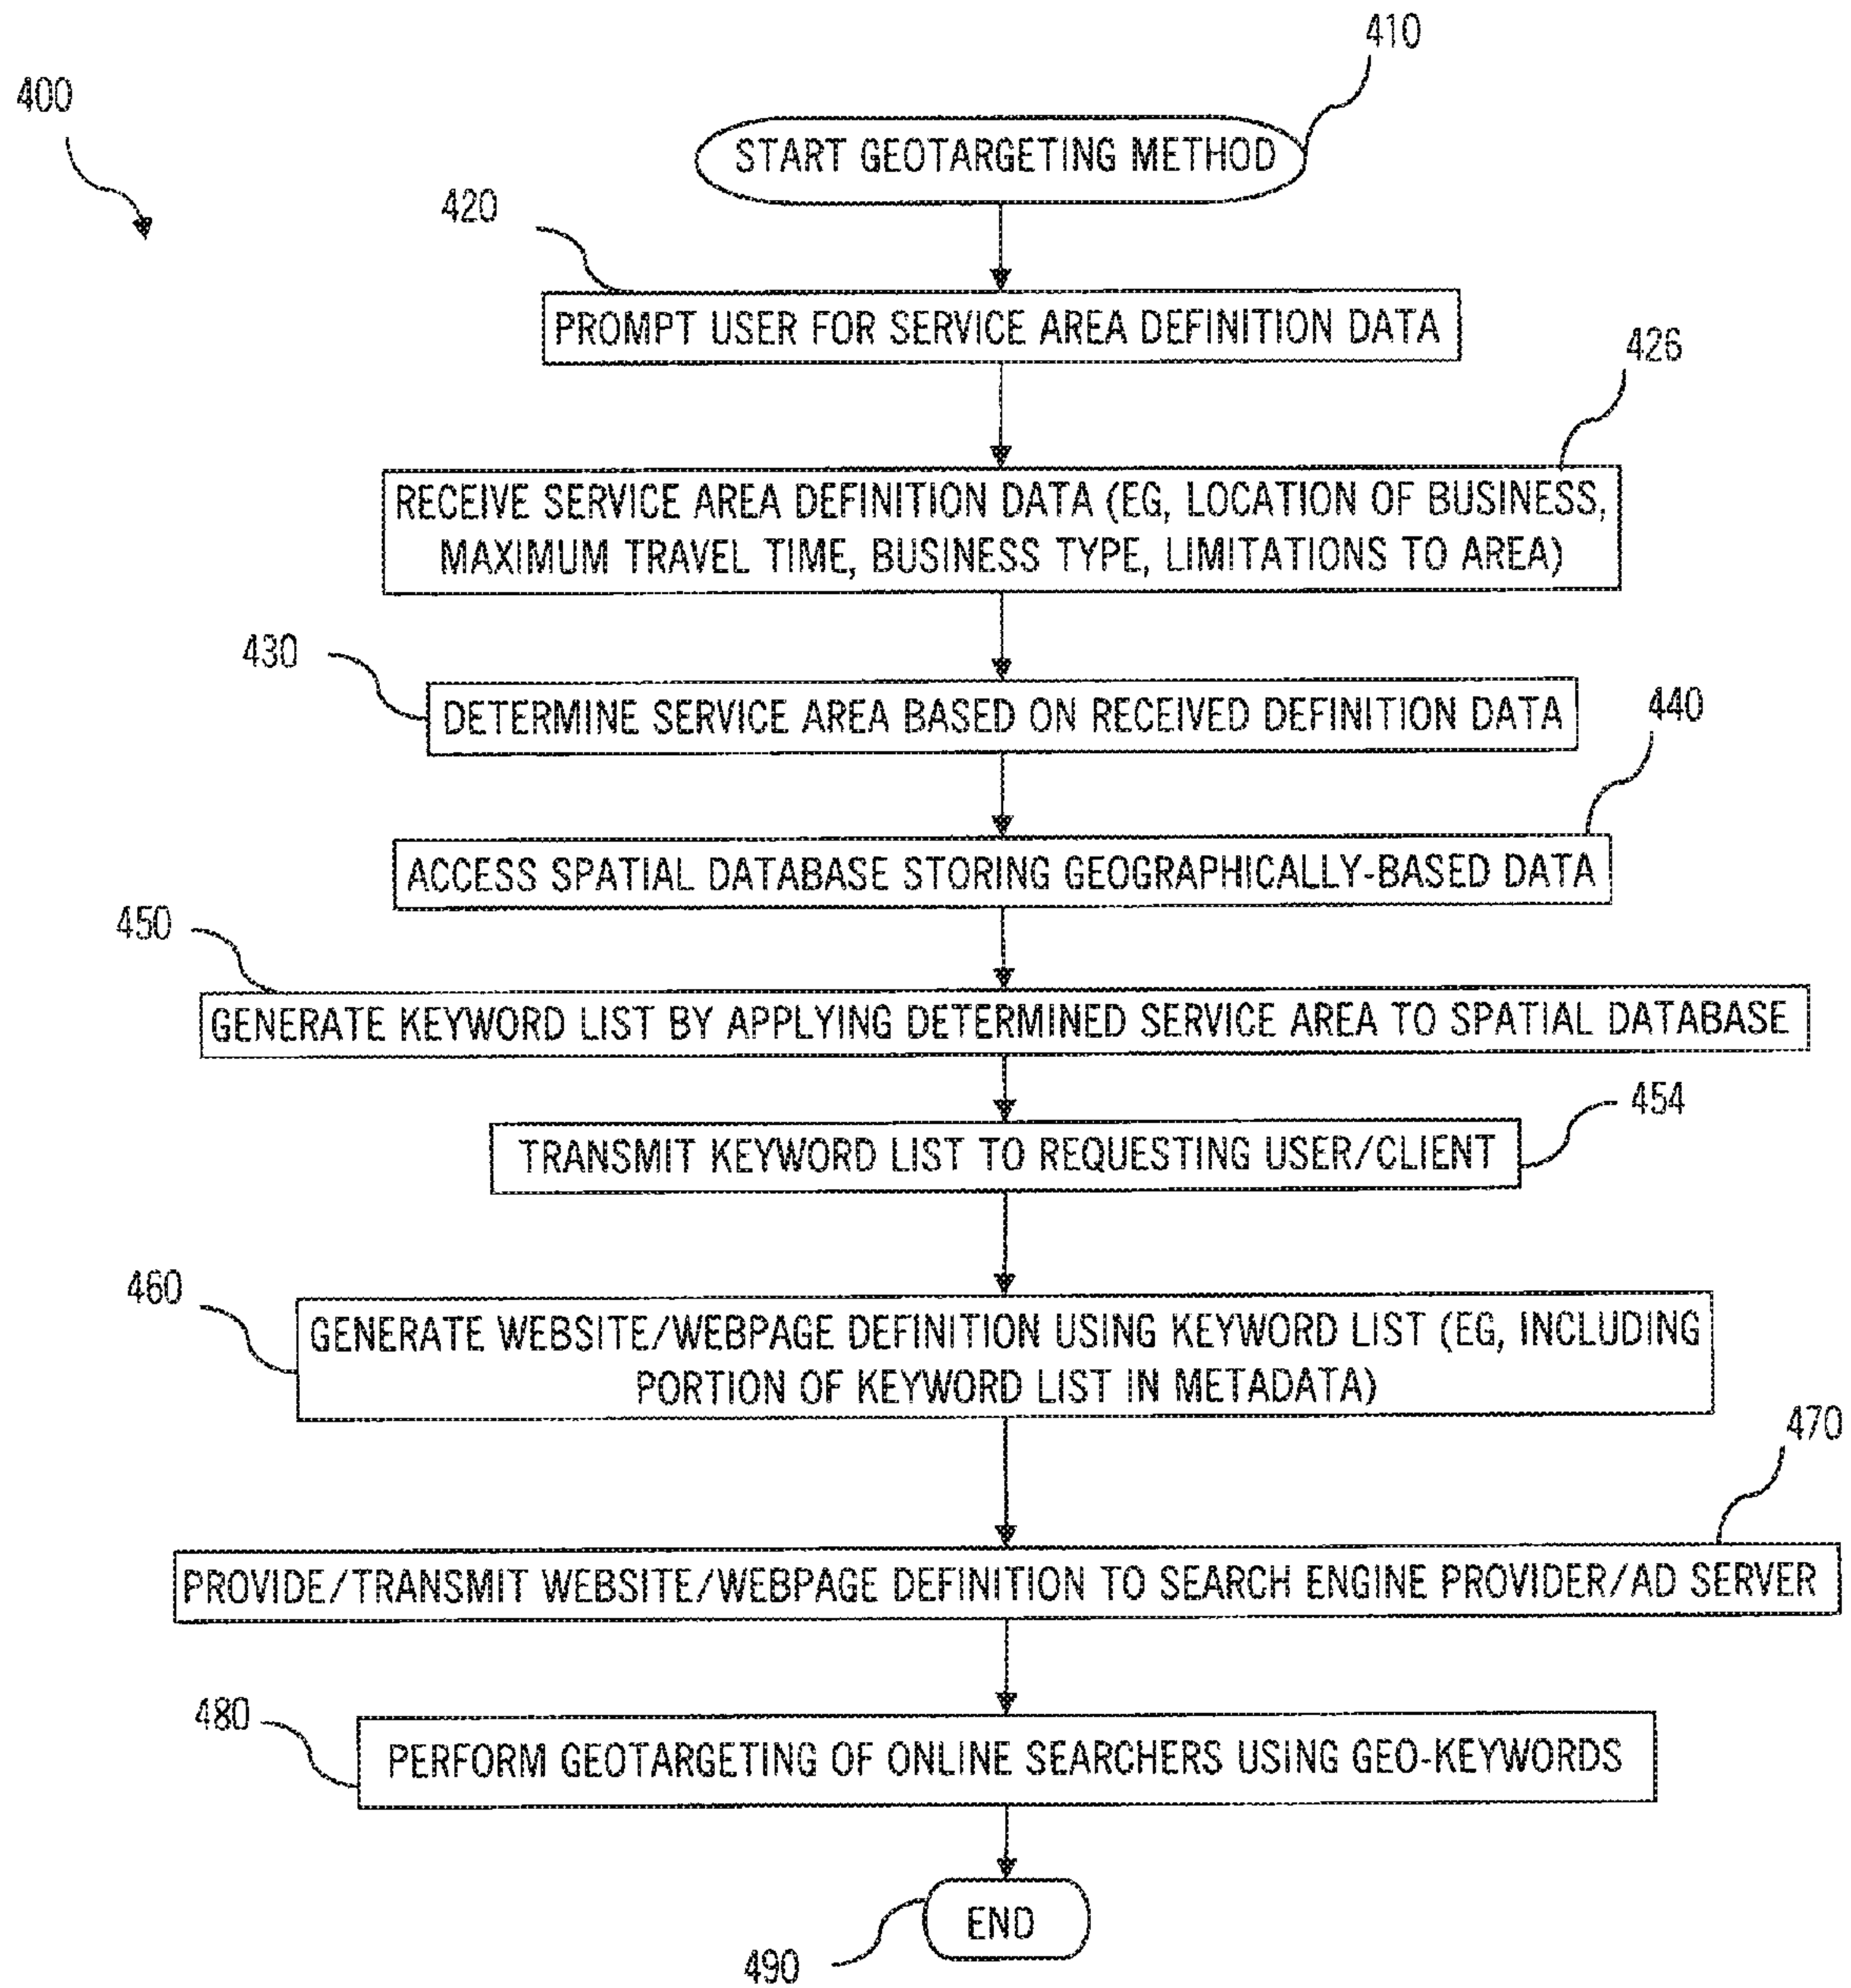 410
400
START GEOTARGETING METHOD
420
PROMPT USER FOR SERVICE AREA DEFINITION DATA
426
RECEIVE SERVICE AREA DEFINITION DATA (EG, LOCATION OF BUSINESS,
MAXIMUM TRAVEL TIME, BUSINESS TYPE, LIMITATIONS TO AREA)
430
DETERMINE SERVICE AREA BASED ON RECEIVED DEFINITION DATA
440
ACCESS SPATIAL DATABASE STORING GEOGRAPHICALLY-BASED DATA
450
GENERATE KEYWORD LIST BY APPLYING DETERMINED SERVICE AREA TO SPATIAL DATABASE
454
TRANSMIT KEYWORD LIST TO REQUESTING USER/CLIENT
460
GENERATE WEBSITE/WEBPAGE DEFINITION USING KEYWORD LIST (EG, INCLUDING
PORTION OF KEYWORD LIST IN METADATA)
470
PROVIDE/TRANSMIT WEBSITE/WEBPAGE DEFINITION TO SEARCH ENGINE PROVIDER/AD SERVER
480
PERFORM GEOTARGETING OF ONLINE SEARCHERS USING GEO-KEYWORDS
END
490